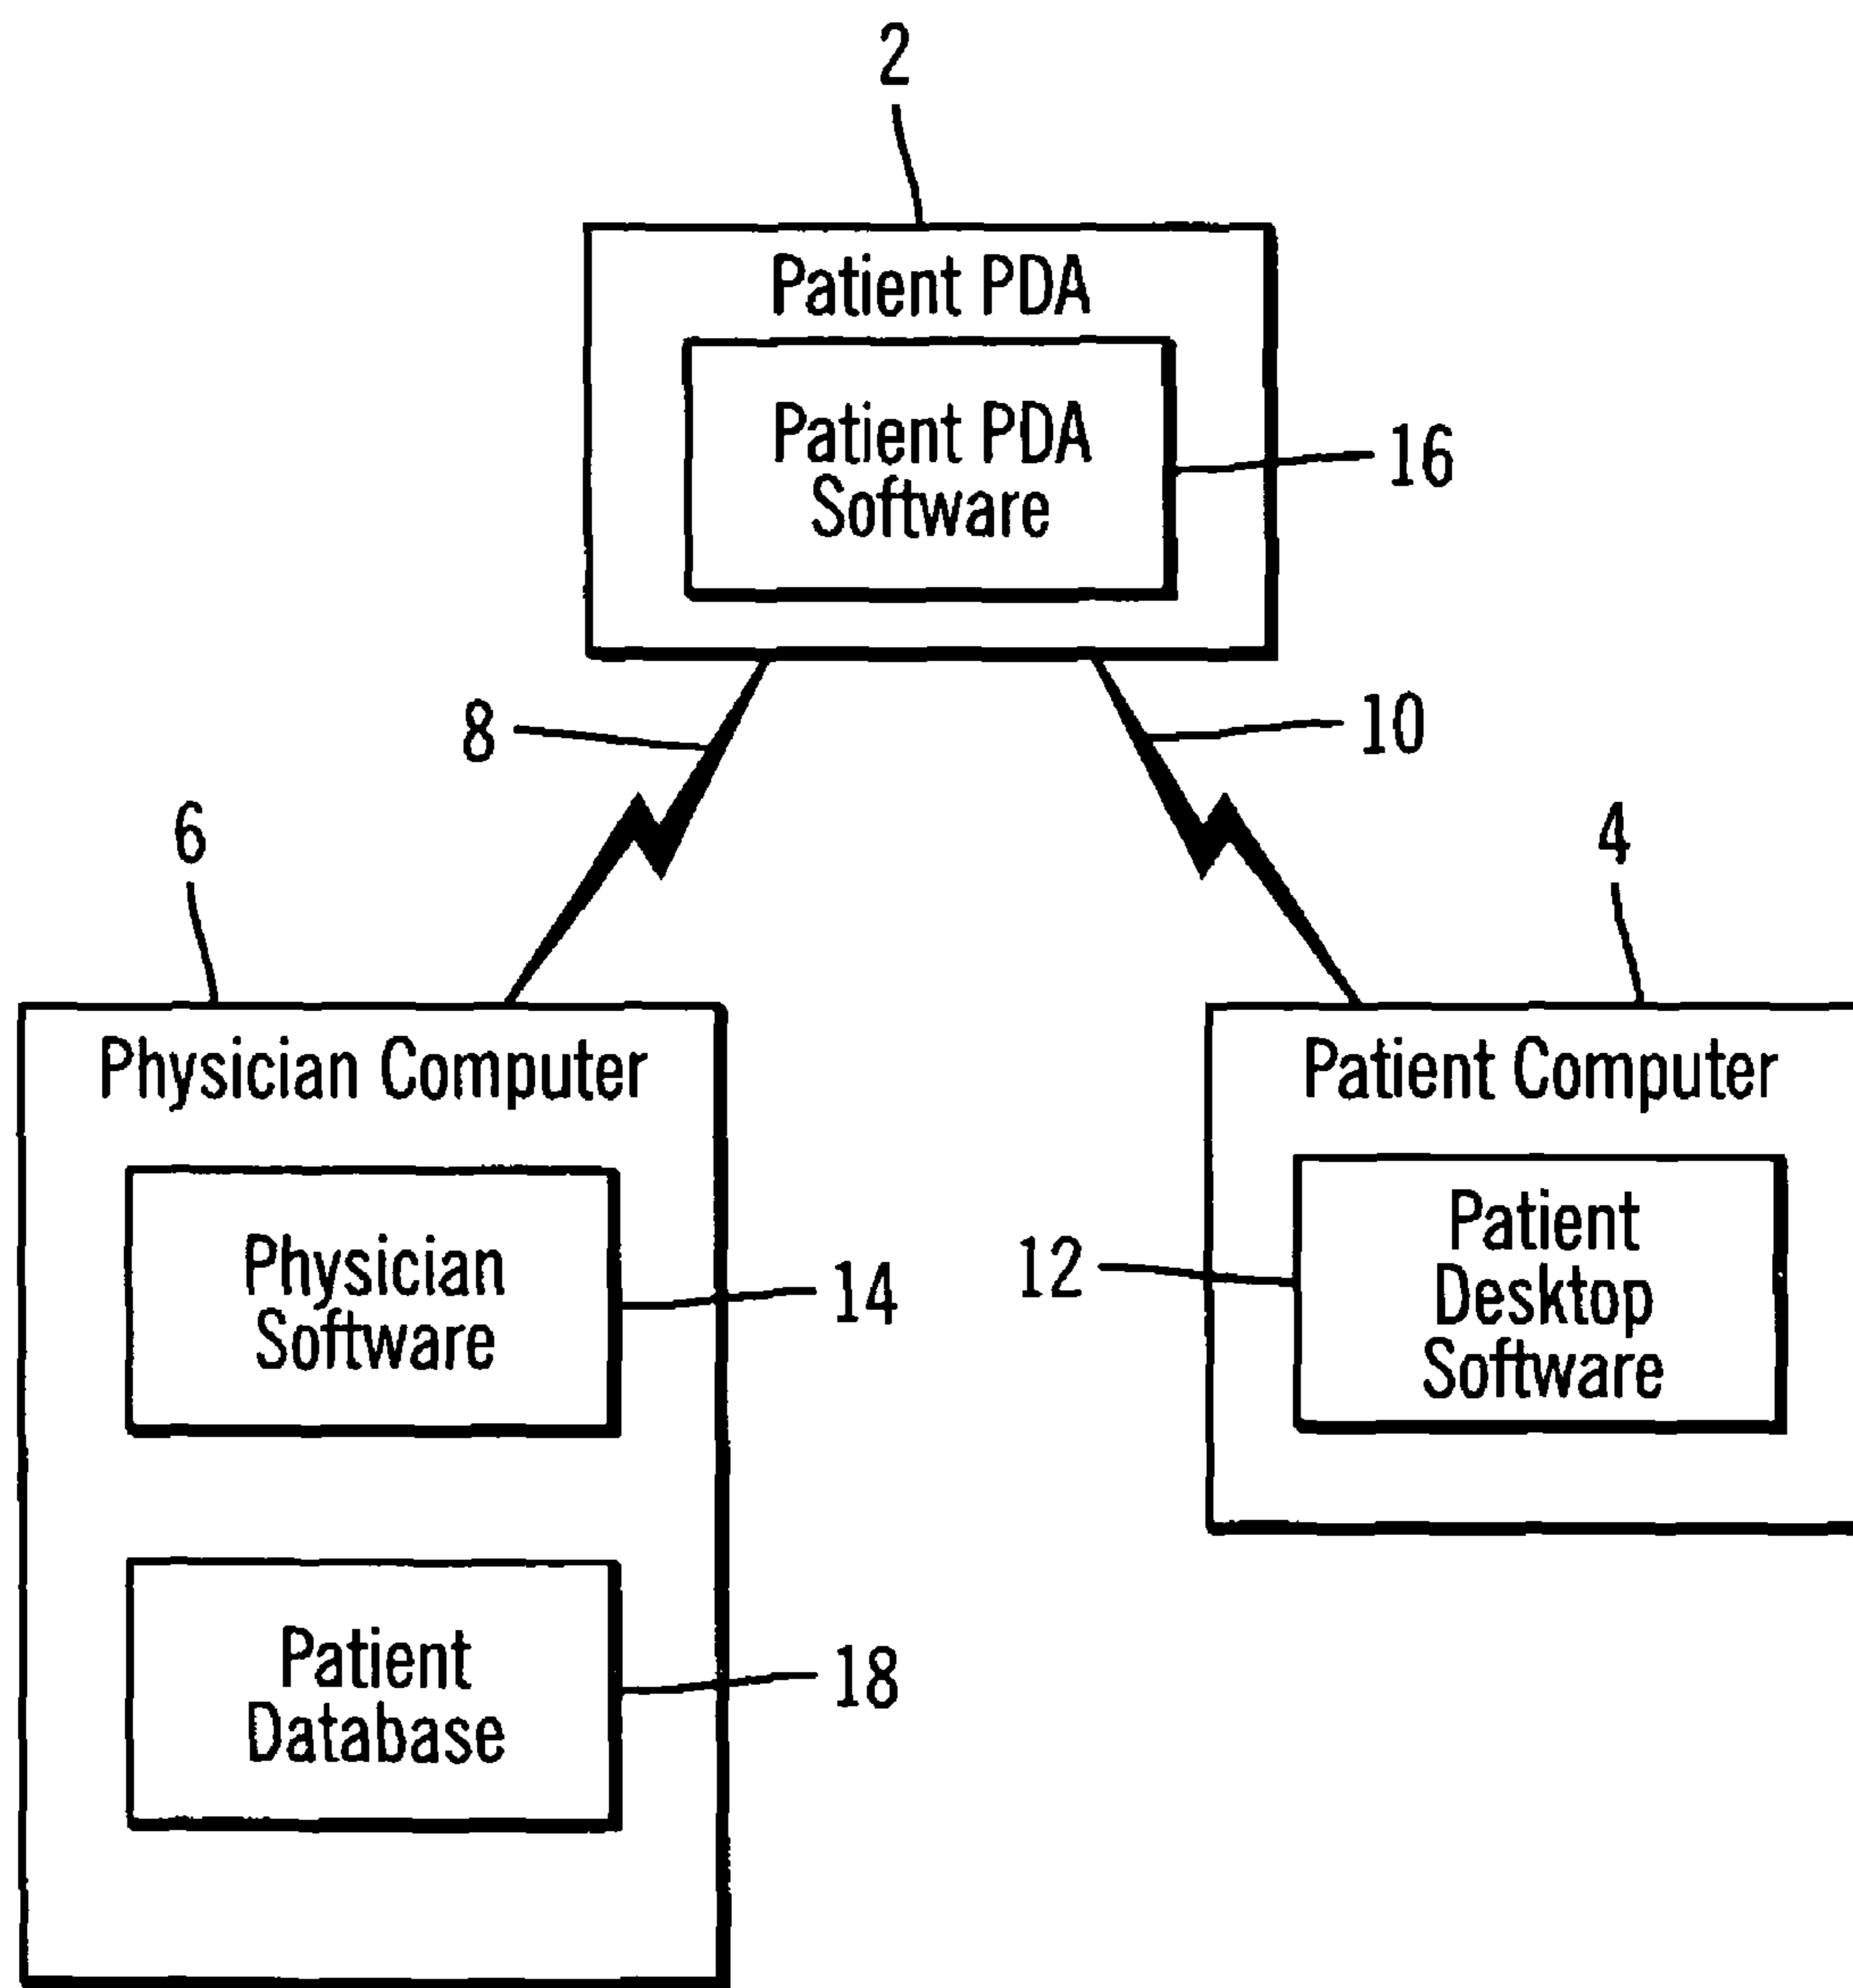 2
Patient PDA
Patient PDA
Software
16
8
10
6
4
Physician Computer
Patient Computer
Physician
Software
14
12
Patient
Desktop
Software
Patient
Database
18